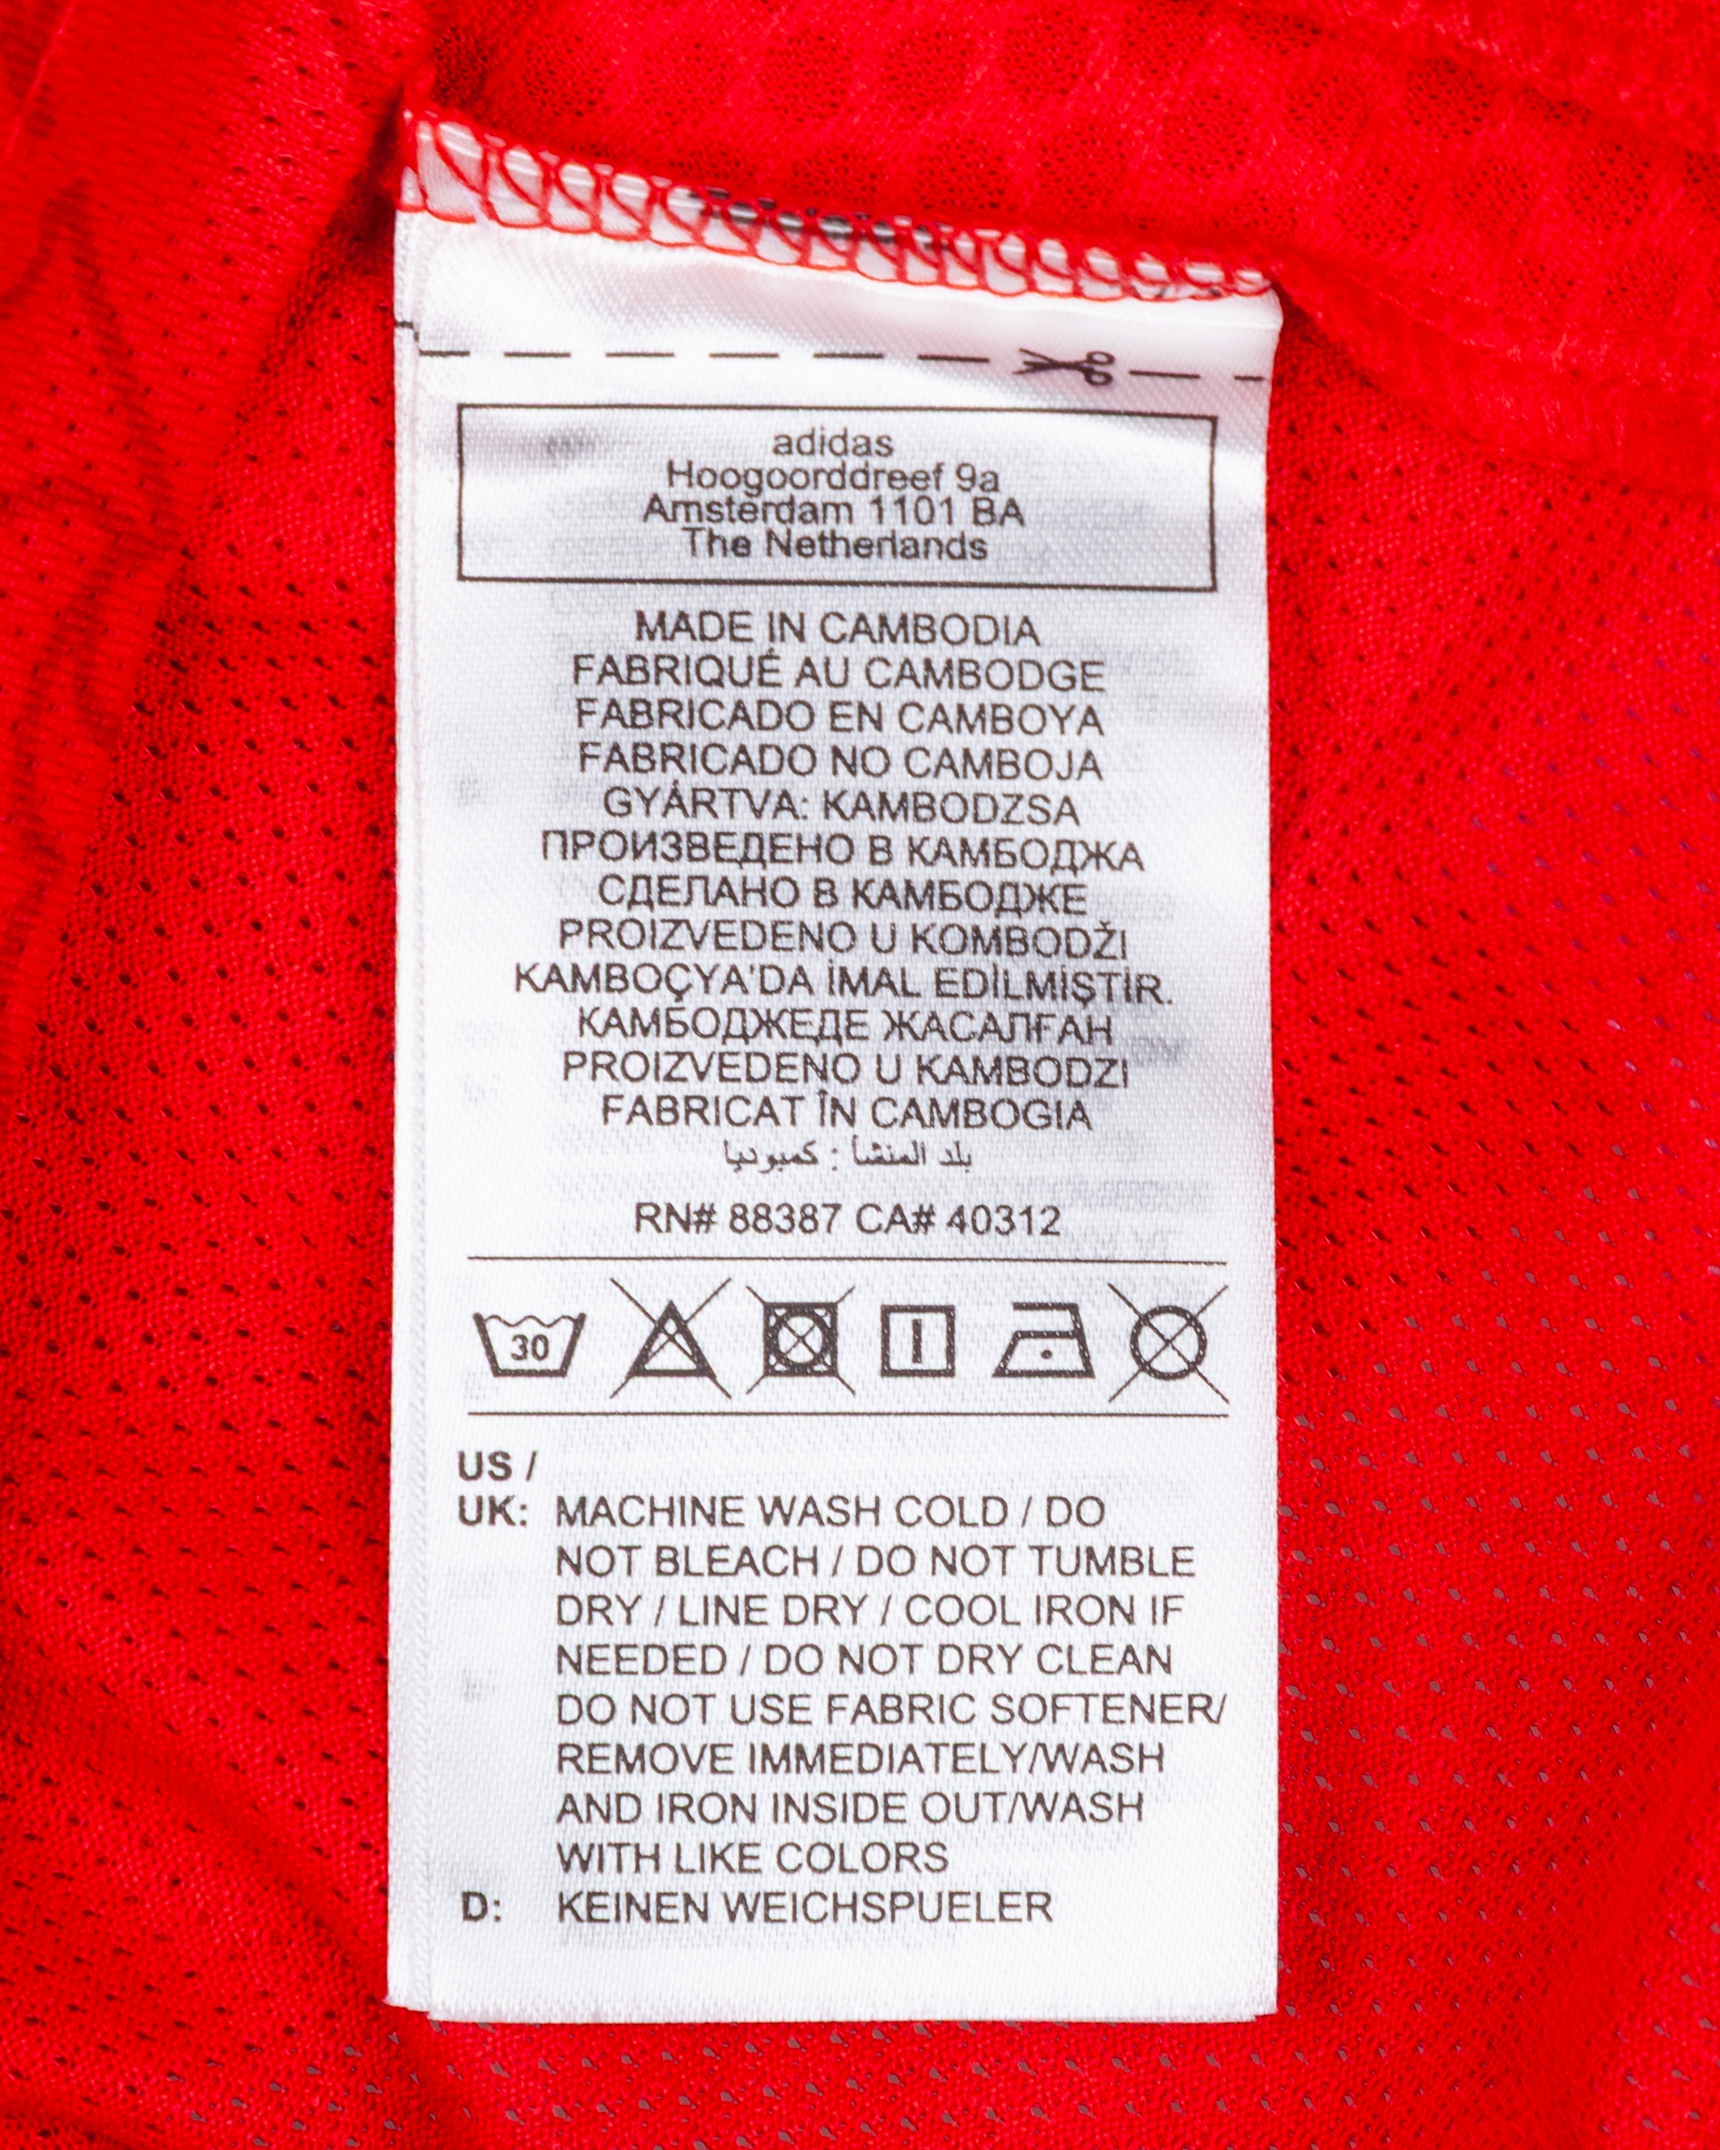 adidas
Hoogoorddreef 9a
Amsterdam 1101 BA
The Netherlands
MADE IN CAMBODIA
FABRIQUÉ AU CAMBODGE
FABRICADO EN CAMBOYA
FABRICADO NO CAMBOJA
GYÁRTVA: KAMBODZSA
ПРОИЗВЕДЕНО В КАМБОДЖА
СДЕЛАНО В КАМБОДЖЕ
PROIZVEDENO U KOMBODŽI
KAMBOÇYA'DA İMAL EDİLMİŞTİR.
КАМБОДЖЕДЕ ЖАСАЛҒАН
PROIZVEDENO U KAMBODZI
FABRICAT ÎN CAMBOGIA
بلد المنشأ : كمبوديا
RN# 88387 CA# 40312
30
US /
UK: MACHINE WASH COLD / DO
NOT BLEACH / DO NOT TUMBLE
DRY / LINE DRY / COOL IRON IF
NEEDED / DO NOT DRY CLEAN
DO NOT USE FABRIC SOFTENER/
REMOVE IMMEDIATELY/WASH
AND IRON INSIDE OUT/WASH
WITH LIKE COLORS
D: KEINEN WEICHSPUELER